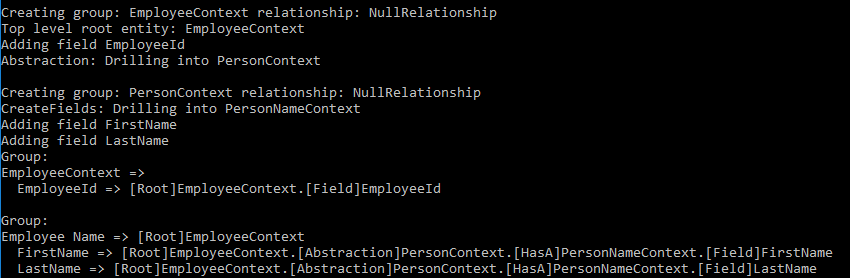 Creating group: EmployeeContext relationship: NullRelationship
Top level root entity: EmployeeContext
Adding field EmployeeId
Abstraction: Drilling into PersonContext
Creating group: PersonContext relationship: NullRelationship
CreateFields: Drilling into PersonNameContext
Adding field FirstName
Adding field LastName
Group:
EmployeeContext =>
  EmployeeId => [Root]EmployeeContext.[Field]EmployeeId
Group:
Employee Name => [Root]EmployeeContext
  FirstName => [Root]EmployeeContext.[Abstraction]PersonContext.[HasA]PersonNameContext.[Field]FirstName
  LastName => [Root]EmployeeContext.[Abstraction]PersonContext.[HasA]PersonNameContext.[Field]LastName